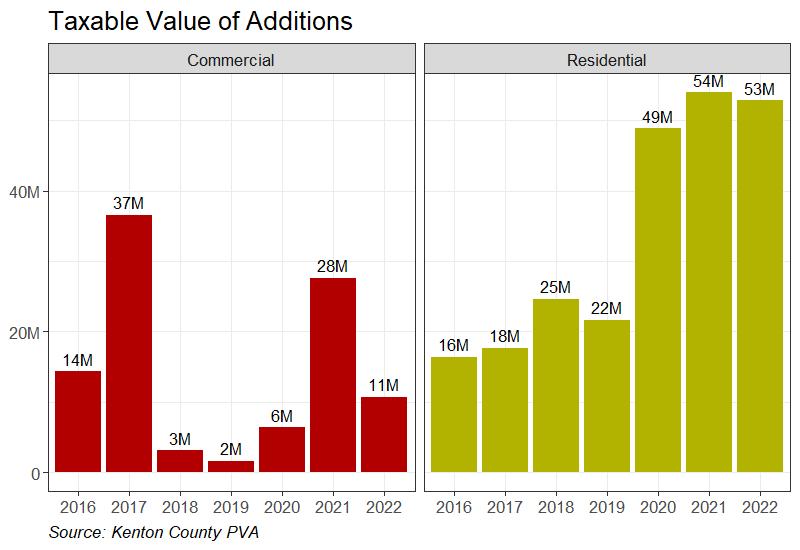 Taxable Value of Additions
Commercial
Residential
40M
20M
0
14M
37M
3M
2M
6M
28M
11M
16M
18M
25M
22M
49M
54M
53M
2016 2017 2018 2019 2020 2021 2022
2016 2017 2018 2019 2020 2021 2022
Source: Kenton County PVA